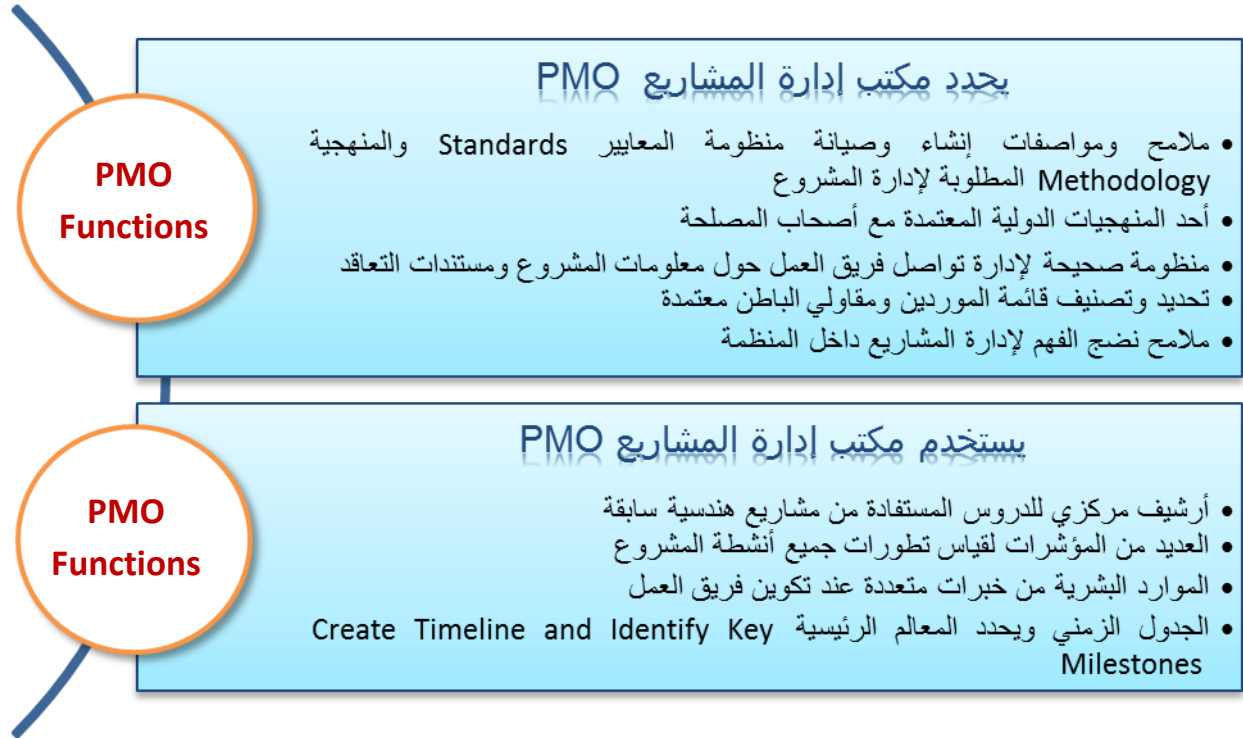 PMO
Functions
يحدد مكتب إدارة المشاريع PMO
• ملامح ومواصفات إنشاء وصيانة منظومة المعايير Standards والمنهجية
Methodology المطلوبة لإدارة المشروع
• أحد المنهجيات الدولية المعتمدة مع أصحاب المصلحة
• منظومة صحيحة لإدارة تواصل فريق العمل حول معلومات المشروع ومستندات التعاقد
• تحديد وتصنيف قائمة الموردين ومقاولي الباطن معتمدة
• ملامح نضج الفهم لإدارة المشاريع داخل المنظمة
PMO
Functions
يستخدم مكتب إدارة المشاريع PMO
• أرشيف مركزي للدروس المستفادة من مشاريع هندسية سابقة
• العديد من المؤشرات لقياس تطورات جميع أنشطة المشروع
• الموارد البشرية من خبرات متعددة عند تكوين فريق العمل
• الجدول الزمني ويحدد المعالم الرئيسية Create Timeline and Identify Key
Milestones